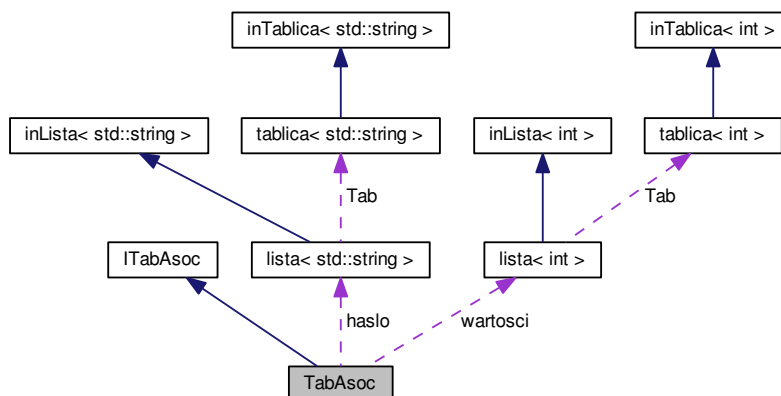 inTablica< std::string >
inTablica< int >
inLista< std::string >
tablica< std::string >
inLista< int >
tablica< int >
Tab
Tab
ITabAsoc
lista< std::string >
lista< int >
haslo
wartosci
TabAsoc